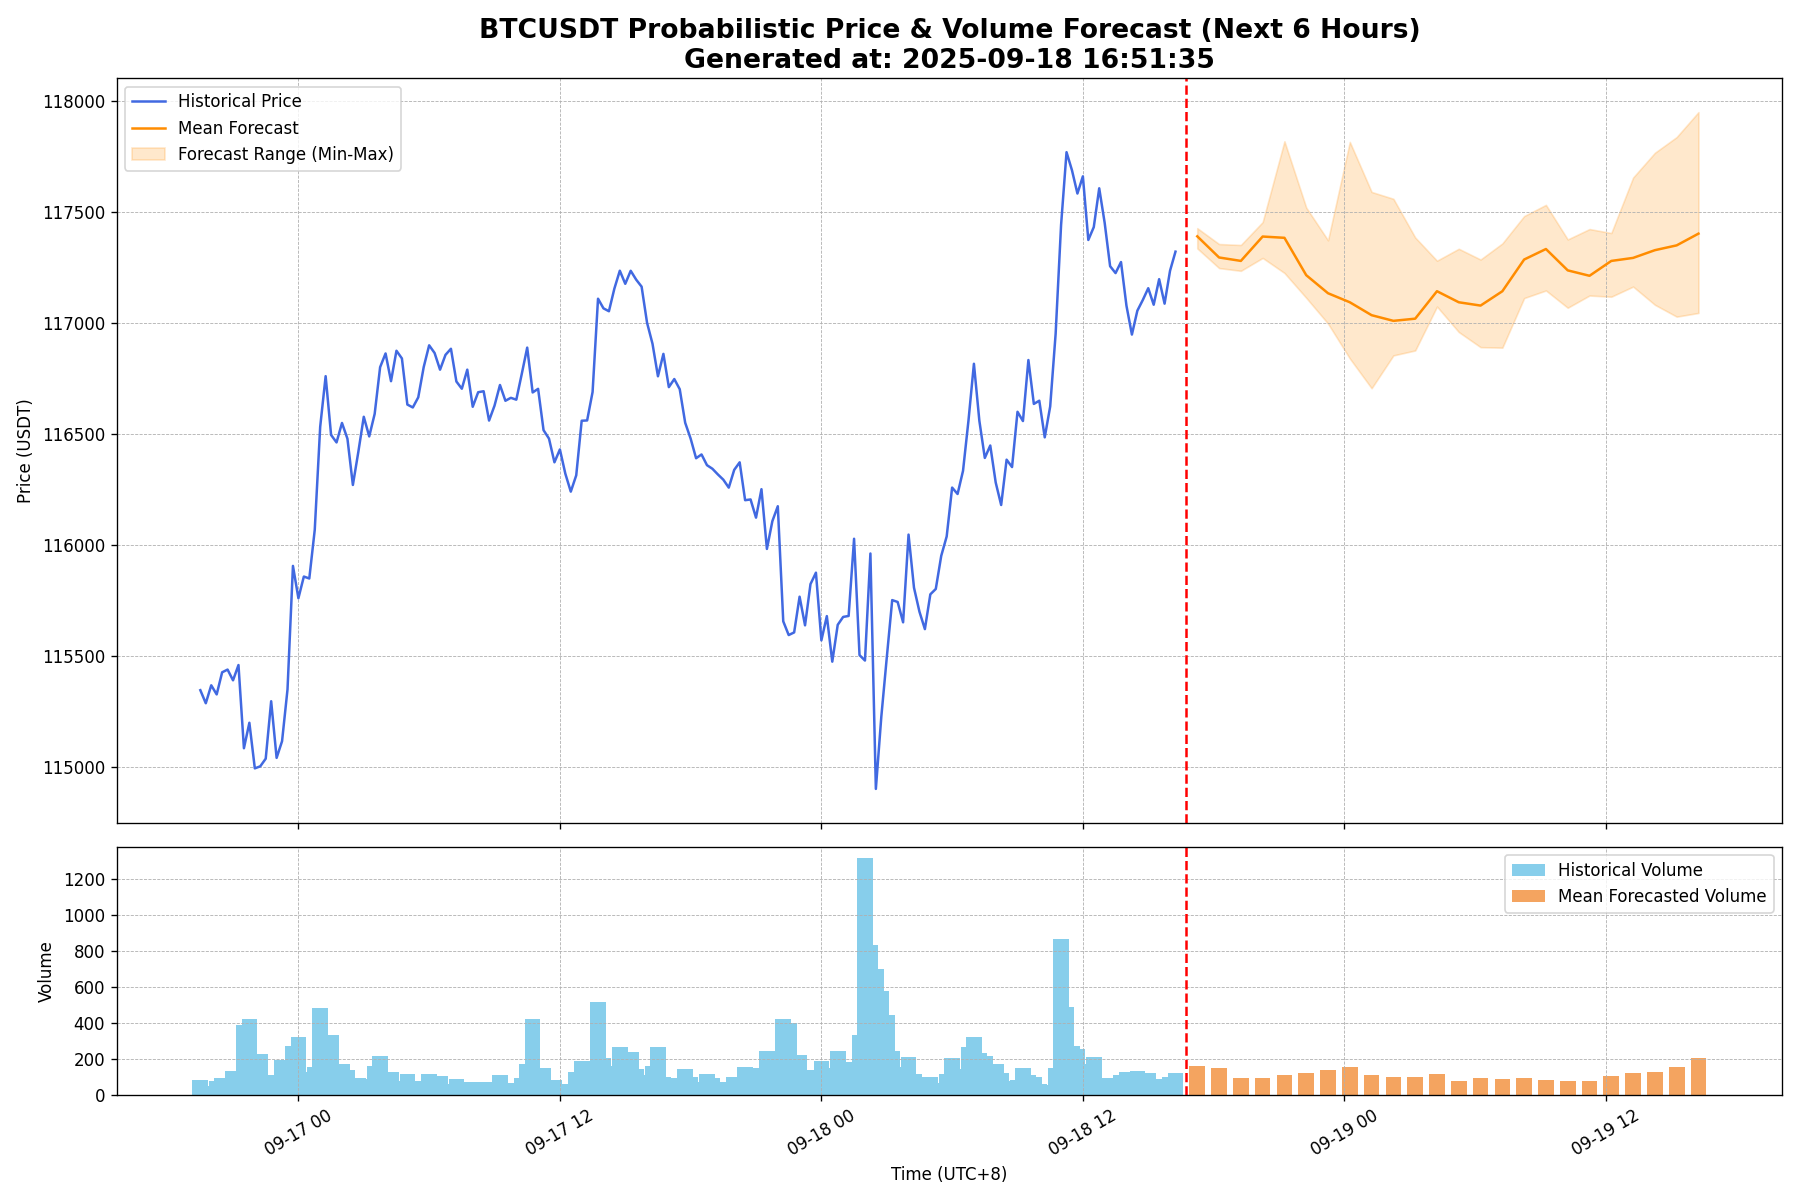 BTCUSDT Probabilistic Price & Volume Forecast (Next 6 Hours)
Generated at: 2025-09-18 16:51:35
Historical Price
Mean Forecast
Forecast Range (Min-Max)
118000
117500
117000
116500
116000
115500
115000
Price (USDT)
Historical Volume
Mean Forecasted Volume
1200
1000
800
600
400
200
0
Volume
09-17 00
09-17 12
09-18 00
09-18 12
09-19 00
09-19 12
Time (UTC+8)